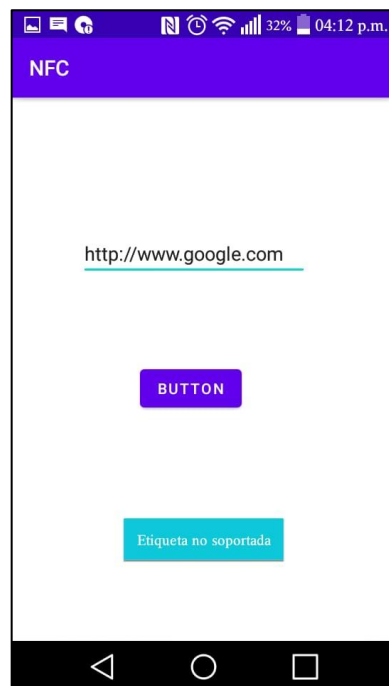 32% 04:12 p.m.
NFC
http://www.google.com
BUTTON
Etiqueta no soportada